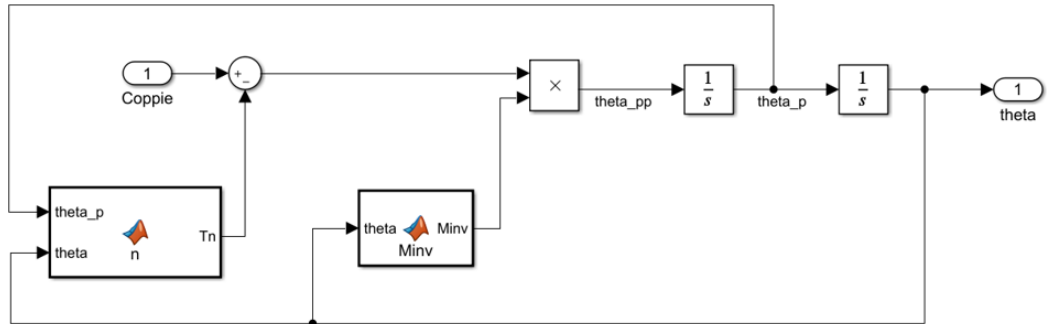 1
Coppie
+
−
×
theta_pp
1
s
theta_p
1
s
1
theta
theta_p
theta
Tn
n
theta
Minv
Minv